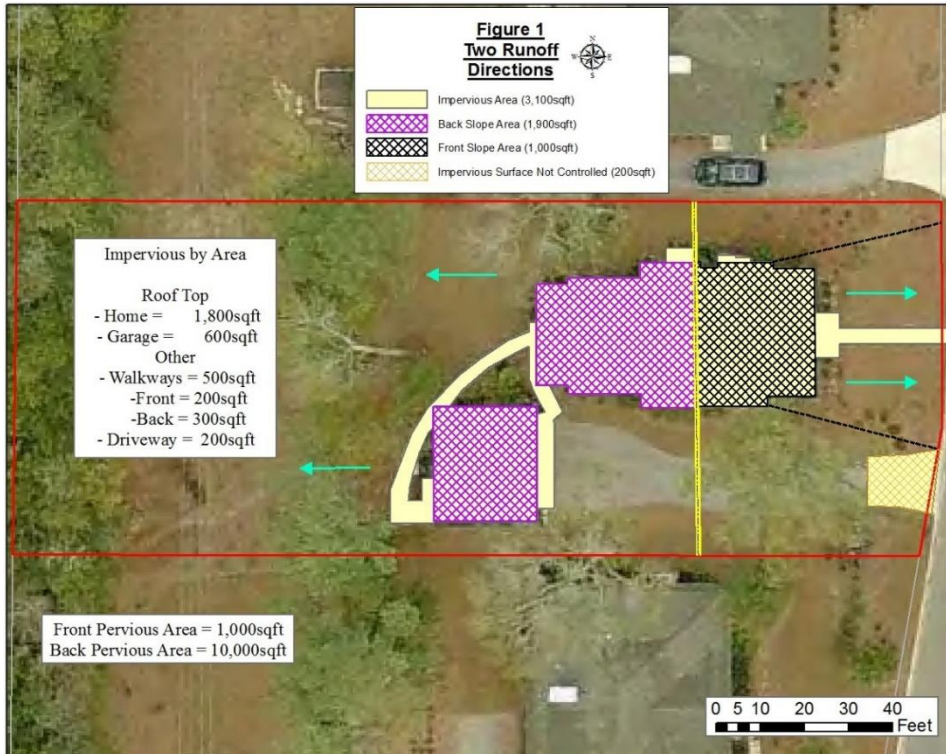 Figure 1
Two Runoff
Directions
N
W E
S
Impervious Area (3,100sqft)
Back Slope Area (1,900sqft)
Front Slope Area (1,000sqft)
Impervious Surface Not Controlled (200sqft)
Impervious by Area
Roof Top
- Home = 1,800sqft
- Garage = 600sqft
Other
- Walkways = 500sqft
-Front = 200sqft
-Back = 300sqft
- Driveway = 200sqft
Front Pervious Area = 1,000sqft
Back Pervious Area = 10,000sqft
0 5 10 20 30 40
Feet